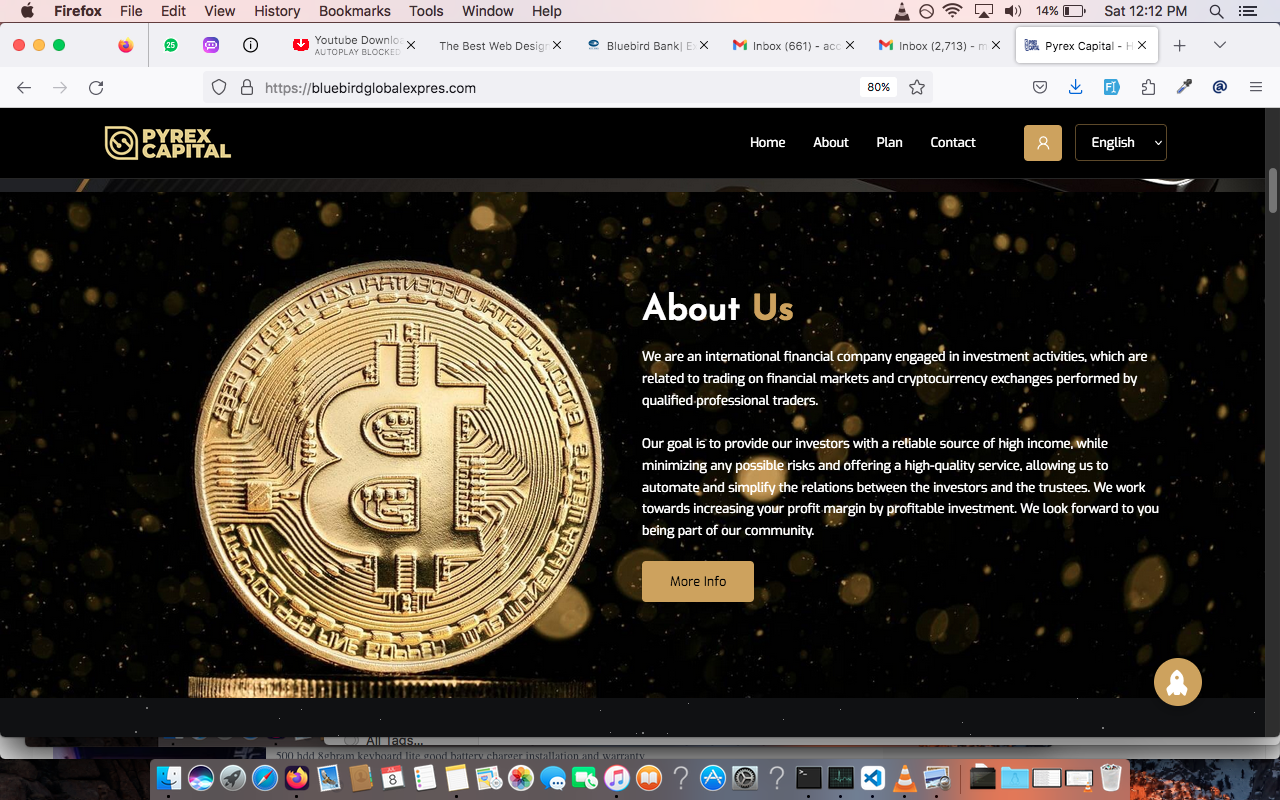 Firefox File Edit View History Bookmarks Tools Window Help 14% Sat 12:12 PM
Youtube Downlo
AUTOPLAY BLOCKED
The Best Web Desig
Bluebird Bank| E
Inbox (661) - acc
Inbox (2,713) - m
Pyrex Capital - H
https://bluebirdglobalexpres.com 80%
PYREX
CAPITAL
Home About Plan Contact English
About Us
We are an international financial company engaged in investment activities, which are
related to trading on financial markets and cryptocurrency exchanges performed by
qualified professional traders.
Our goal is to provide our investors with a reliable source of high income, while
minimizing any possible risks and offering a high-quality service, allowing us to
automate and simplify the relations between the investors and the trustees. We work
towards increasing your profit margin by profitable investment. We look forward to you
being part of our community.
More Info
All Tags...
500 hdd 8gbram keyboard lite good battery charger installation and warranty
8